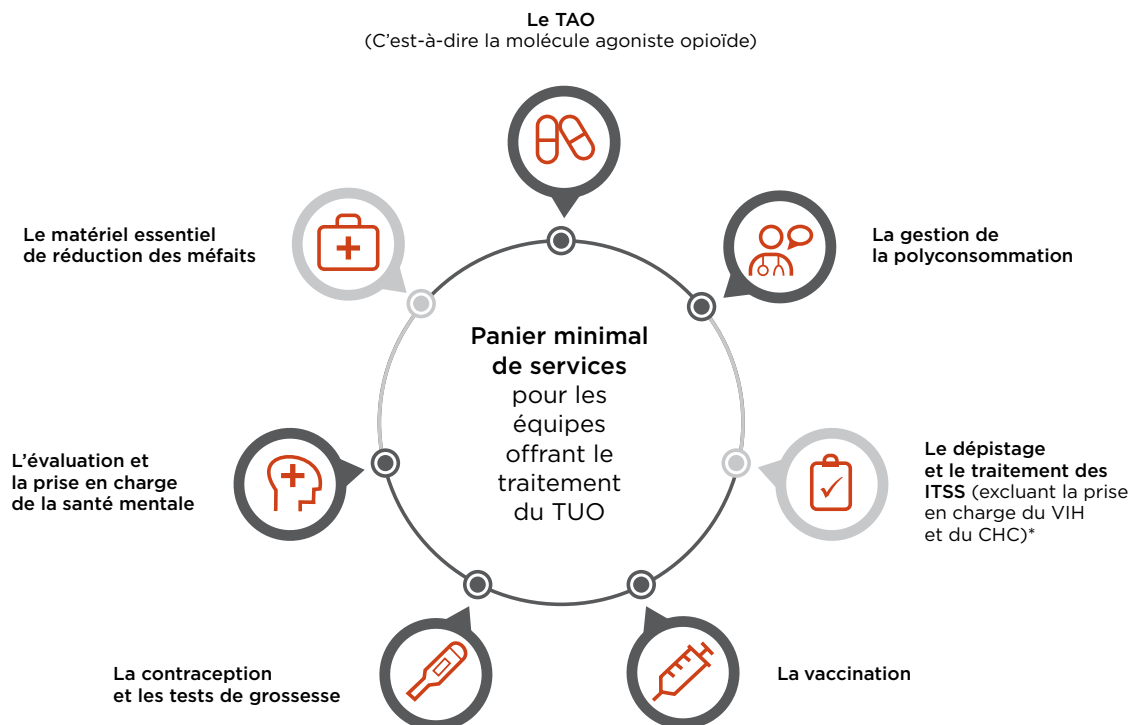 Le TAO
(C'est-à-dire la molécule agoniste opioïde)
Le matériel essentiel
de réduction des méfaits
La gestion de
la polyconsommation
Panier minimal
de services
pour les
équipes
offrant le
traitement
du TUO
L'évaluation et
la prise en charge
de la santé mentale
Le dépistage
et le traitement des
ITSS (excluant la prise
en charge du VIH
et du CHC)*
La contraception
et les tests de grossesse
La vaccination